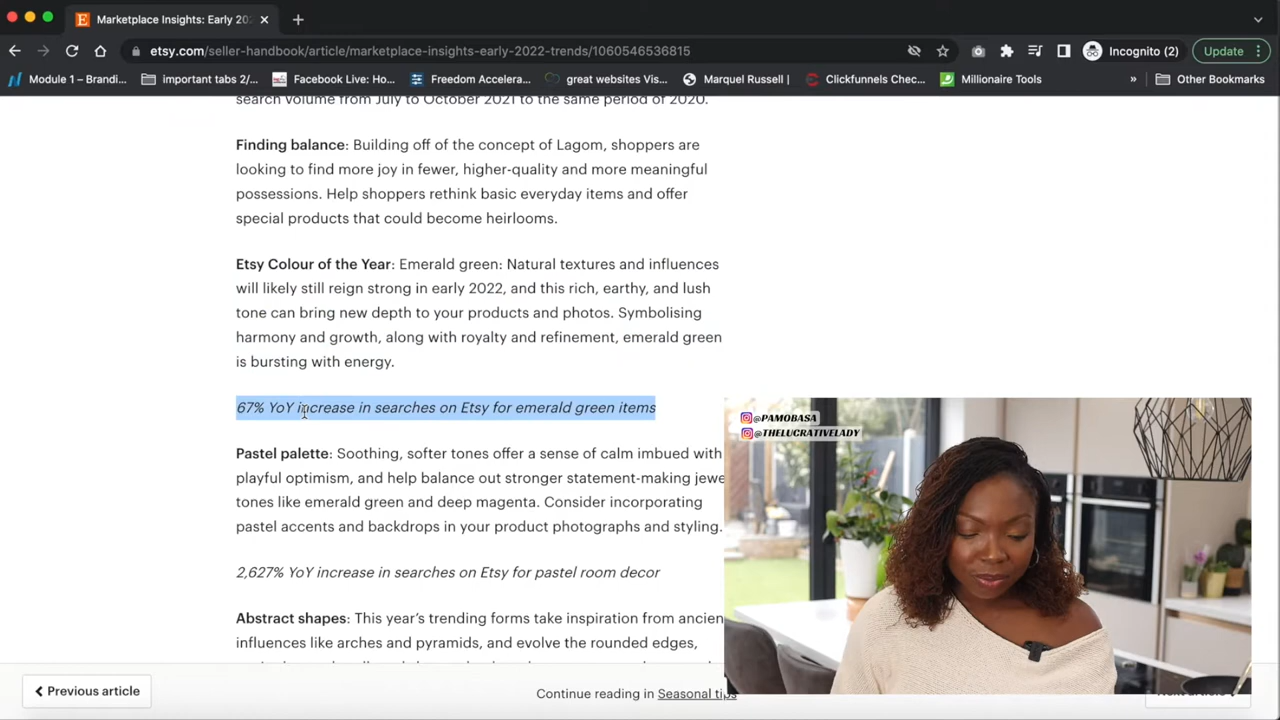 Marketplace Insights: Early 202
etsy.com/seller-handbook/article/marketplace-insights-early-2022-trends/1060546536815
Incognito (2)
Update
Module 1 – Brandi...
important tabs 2/...
Facebook Live: Ho...
Freedom Accelera...
great websites Vis...
Marquel Russell |
Clickfunnels Chec...
Millionaire Tools
»
Other Bookmarks
search volume from July to October 2021 to the same period of 2020.
Finding balance: Building off of the concept of Lagom, shoppers are
looking to find more joy in fewer, higher-quality and more meaningful
possessions. Help shoppers rethink basic everyday items and offer
special products that could become heirlooms.
Etsy Colour of the Year: Emerald green: Natural textures and influences
will likely still reign strong in early 2022, and this rich, earthy, and lush
tone can bring new depth to your products and photos. Symbolising
harmony and growth, along with royalty and refinement, emerald green
is bursting with energy.
67% YoY increase in searches on Etsy for emerald green items
@PAMOBASA
@THELUCRATIVELADY
Pastel palette: Soothing, softer tones offer a sense of calm imbued with
playful optimism, and help balance out stronger statement-making jewe
tones like emerald green and deep magenta. Consider incorporating
pastel accents and backdrops in your product photographs and styling.
2,627% YoY increase in searches on Etsy for pastel room decor
Abstract shapes: This year's trending forms take inspiration from ancien
influences like arches and pyramids, and evolve the rounded edges,
Previous article
Continue reading in Seasonal tips